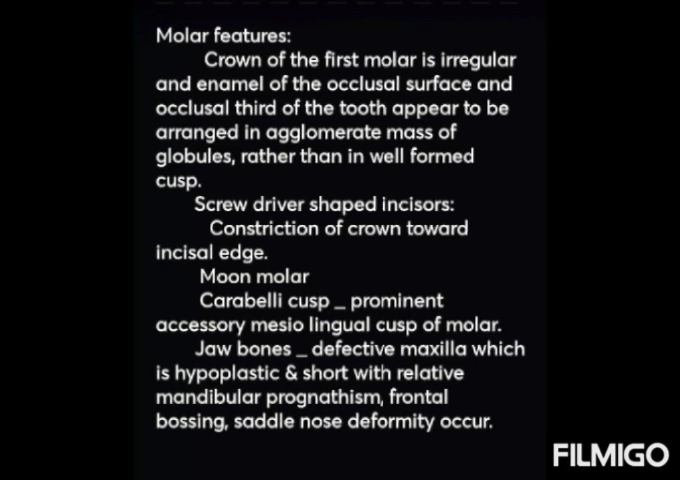 Molar features:
Crown of the first molar is irregular
and enamel of the occlusal surface and
occlusal third of the tooth appear to be
arranged in agglomerate mass of
globules, rather than in well formed
cusp.
Screw driver shaped incisors:
Constriction of crown toward
incisal edge.
Moon molar
Carabelli cusp _ prominent
accessory mesio lingual cusp of molar.
Jaw bones _ defective maxilla which
is hypoplastic & short with relative
mandibular prognathism, frontal
bossing, saddle nose deformity occur.
FILMIGO